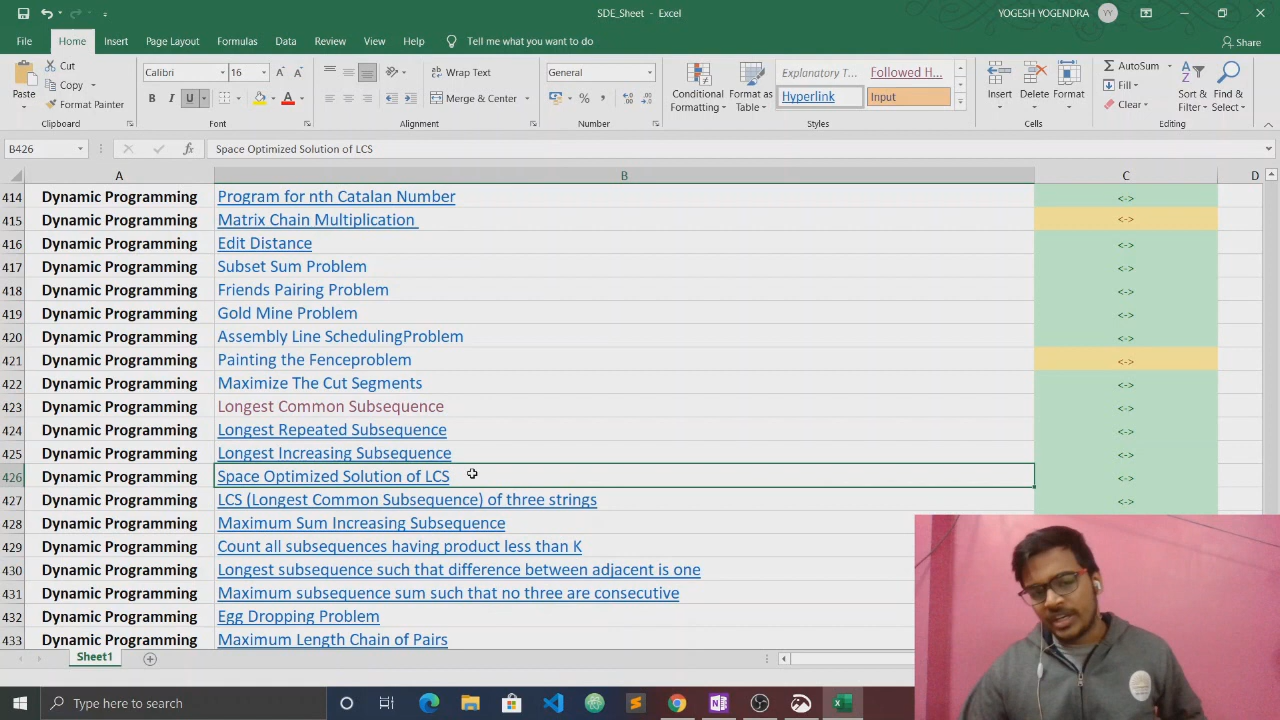 SDE_Sheet - Excel
YOGESH YOGENDRA YY
File Home Insert Page Layout Formulas Data Review View Help Tell me what you want to do Share
Paste Cut Copy Format Painter
Calibri 16 Wrap Text General
B I U Merge & Center
Conditional Formatting Format as Table
Explanatory T... Followed H...
Hyperlink Input
Insert Delete Format
AutoSum Fill Clear
Sort & Filter Find & Select
Clipboard Font Alignment Number Styles Cells Editing
B426 fx Space Optimized Solution of LCS
A B C D
414 Dynamic Programming Program for nth Catalan Number <->
415 Dynamic Programming Matrix Chain Multiplication <->
416 Dynamic Programming Edit Distance <->
417 Dynamic Programming Subset Sum Problem <->
418 Dynamic Programming Friends Pairing Problem <->
419 Dynamic Programming Gold Mine Problem <->
420 Dynamic Programming Assembly Line SchedulingProblem <->
421 Dynamic Programming Painting the Fenceproblem <->
422 Dynamic Programming Maximize The Cut Segments <->
423 Dynamic Programming Longest Common Subsequence <->
424 Dynamic Programming Longest Repeated Subsequence <->
425 Dynamic Programming Longest Increasing Subsequence <->
426 Dynamic Programming Space Optimized Solution of LCS <->
427 Dynamic Programming LCS (Longest Common Subsequence) of three strings <->
428 Dynamic Programming Maximum Sum Increasing Subsequence
429 Dynamic Programming Count all subsequences having product less than K
430 Dynamic Programming Longest subsequence such that difference between adjacent is one
431 Dynamic Programming Maximum subsequence sum such that no three are consecutive
432 Dynamic Programming Egg Dropping Problem
433 Dynamic Programming Maximum Length Chain of Pairs
Sheet1
Type here to search